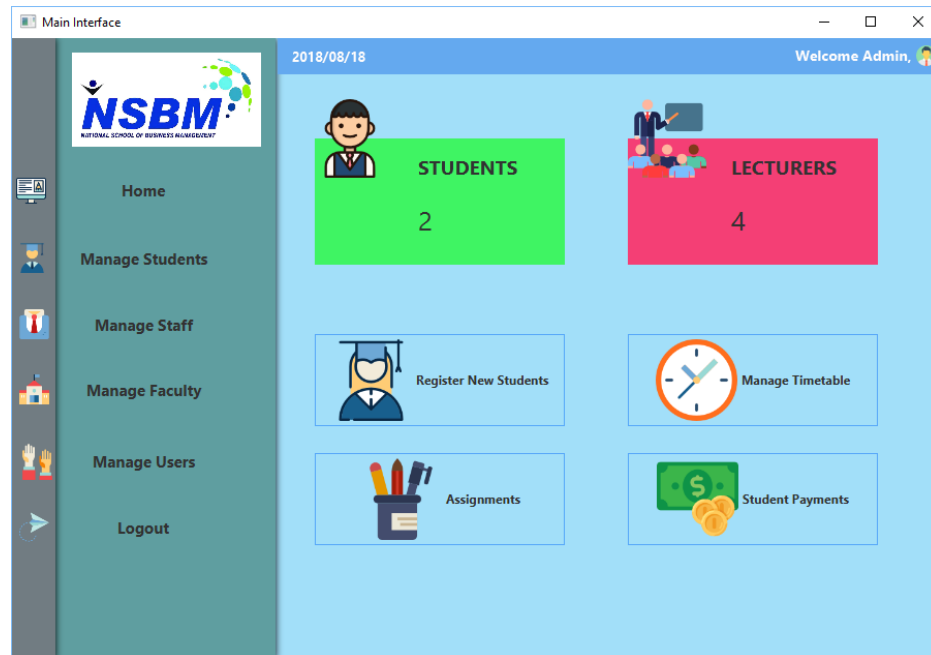 Main Interface
2018/08/18
Welcome Admin,
NSBM
NATIONAL SCHOOL OF BUSINESS MANAGEMENT
Home
Manage Students
Manage Staff
Manage Faculty
Manage Users
Logout
STUDENTS
2
LECTURERS
4
Register New Students
Manage Timetable
Assignments
Student Payments